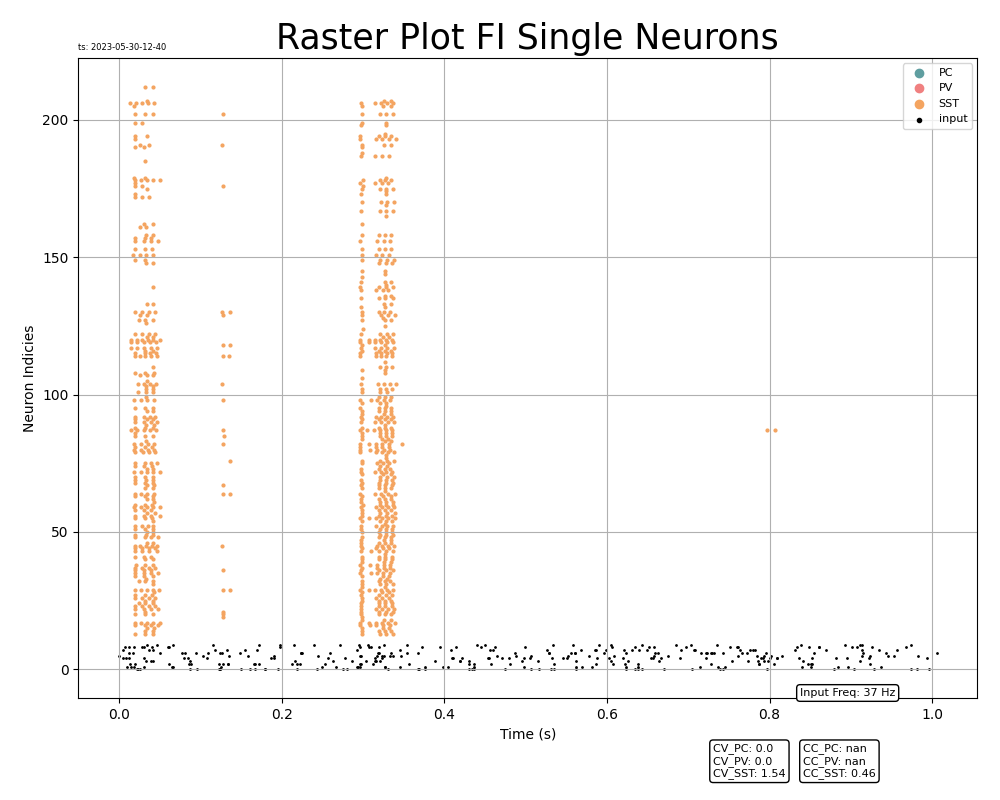 Raster Plot FI Single Neurons
ts: 2023-05-30-12-40
PC
PV
SST
input
200
150
100
50
0
Neuron Indicies
0.0
0.2
0.4
0.6
0.8
1.0
Input Freq: 37 Hz
Time (s)
CV_PC: 0.0
CV_PV: 0.0
CV_SST: 1.54
CC_PC: nan
CC_PV: nan
CC_SST: 0.46